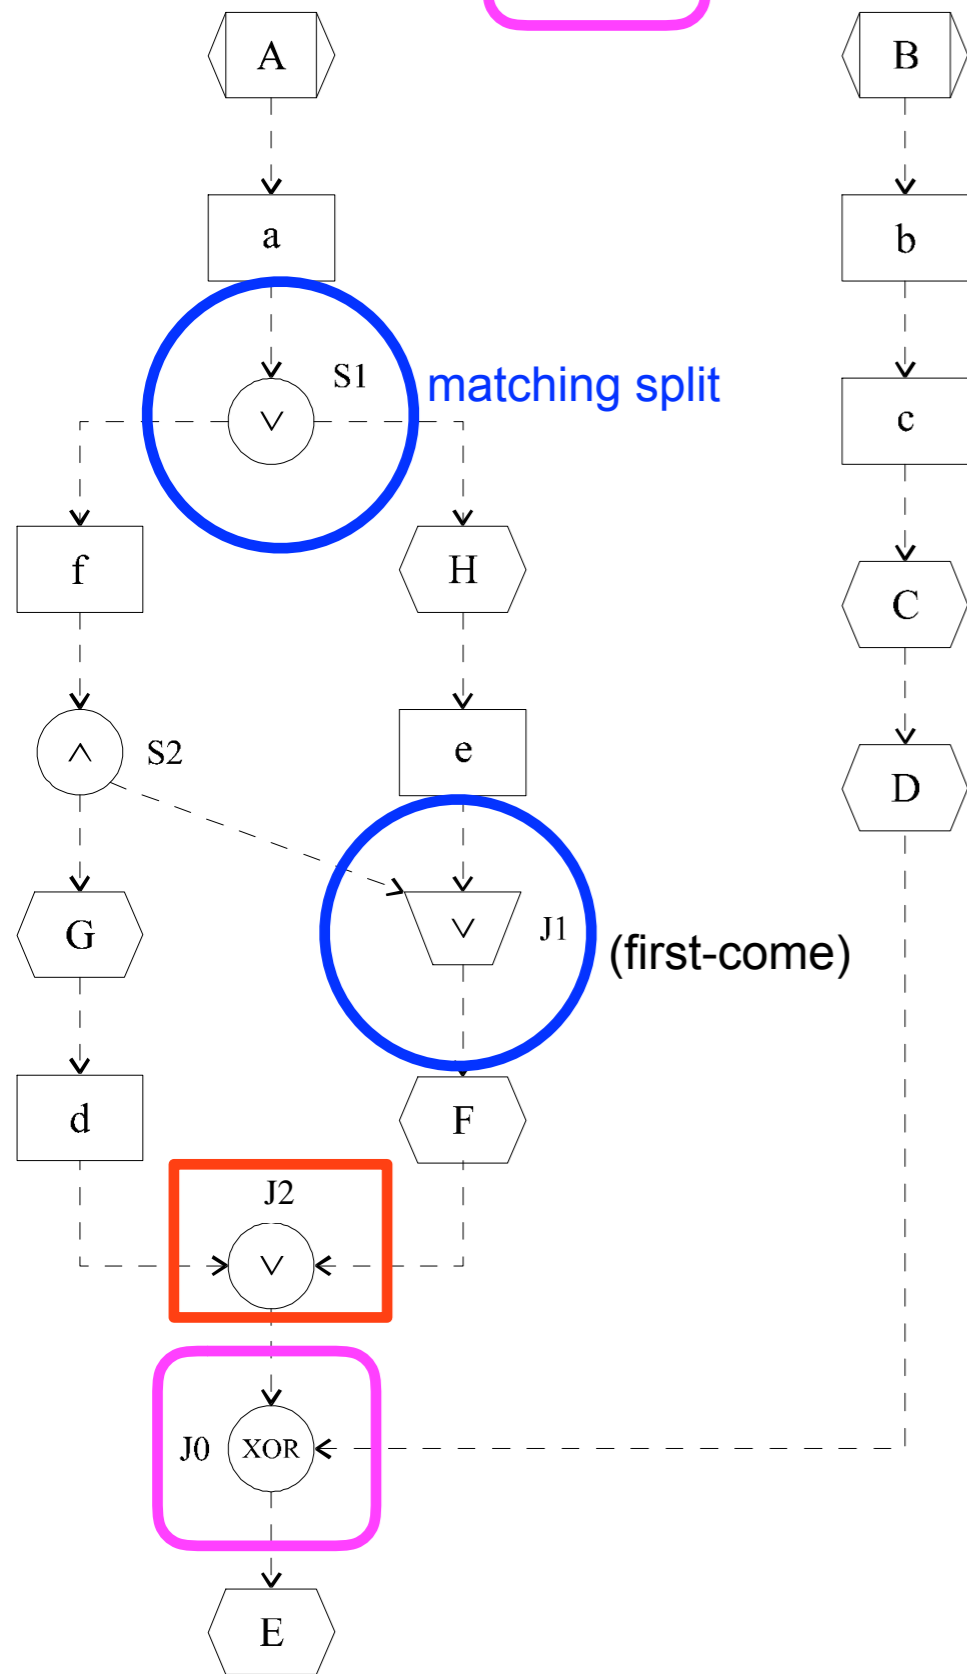 A
B
a
b
S1
matching split
∨
c
f
H
C
∧
S2
e
D
G
∨
J1
(first-come)
d
F
J2
∨
J0
XOR
E